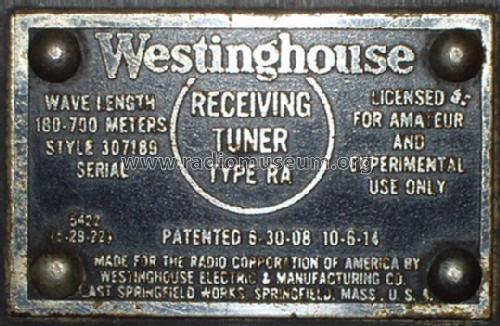 Westinghouse
WAVE LENGTH
180-700 METERS
STYLE 307189
SERIAL
RECEIVING
TUNER
TYPE RA
LICENSED
FOR AMATEUR
AND
EXPERIMENTAL
USE ONLY
www.radiomuseum.org
5422
-29-22)
PATENTED 6-30-08 10-6-14
MADE FOR THE RADIO CORPORATION OF AMERICA BY
WESTINGHOUSE ELECTRIC & MANUFACTURING CO.
EAST SPRINGFIELD WORKS, SPRINGFIELD, MASS., U. S.